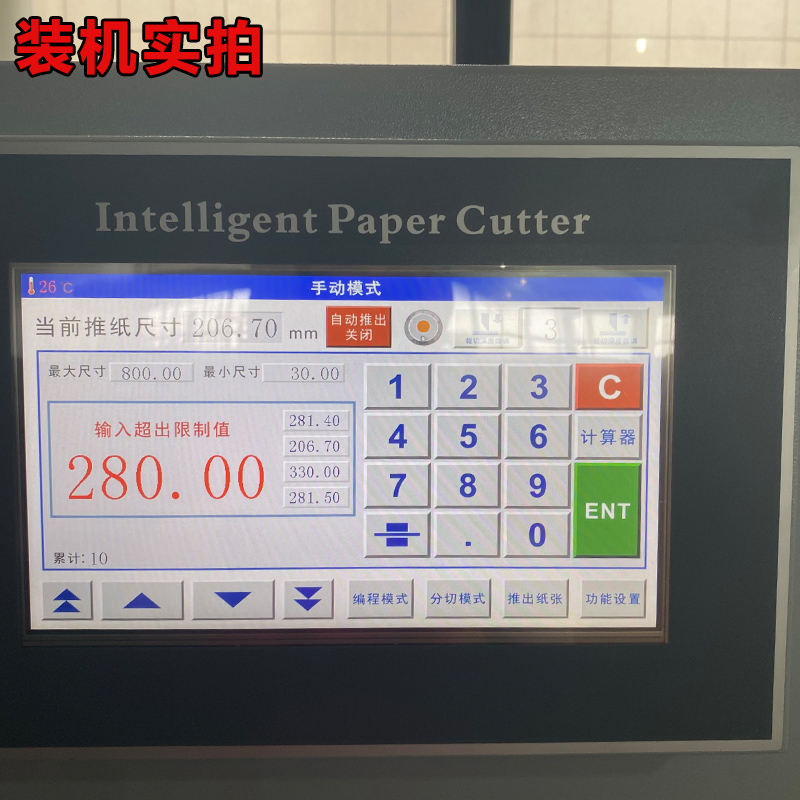 装机实拍
Intelligent Paper Cutter
26℃ 手动模式
当前推纸尺寸 206.70 mm 自动推出 关闭 3
最大尺寸 800.00 最小尺寸 30.00
输入超出限制值
280.00
281.40
206.70
330.00
281.50
累计:10
1 2 3 C
4 5 6 计算器
7 8 9 ENT
. 0
编程模式 分切模式 推出纸张 功能设置